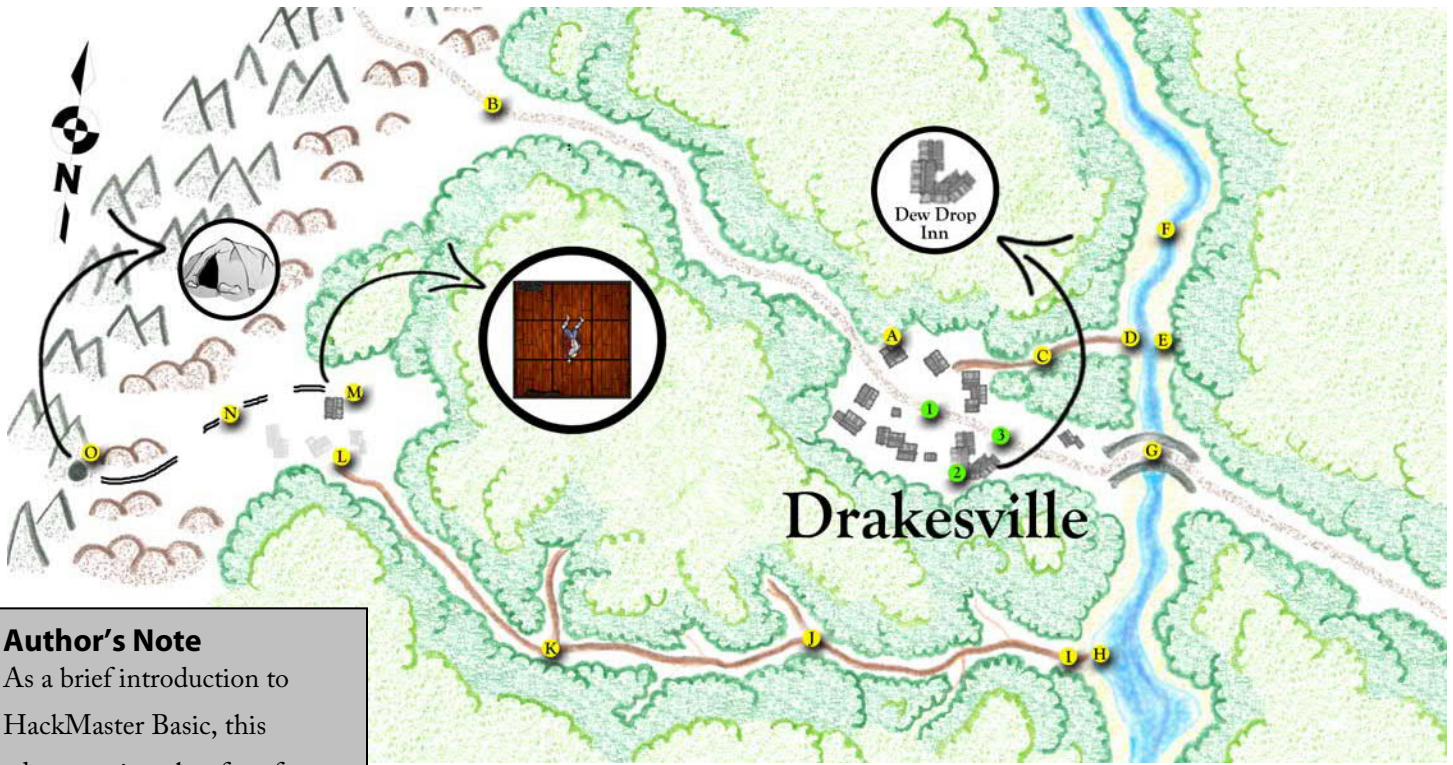 B
N
Dew Drop
Inn
F
A
D
E
C
M
1
N
3
G
O
L
2
Drakesville
J
K
I
H
Author's Note
As a brief introduction to
HackMaster Basic, this